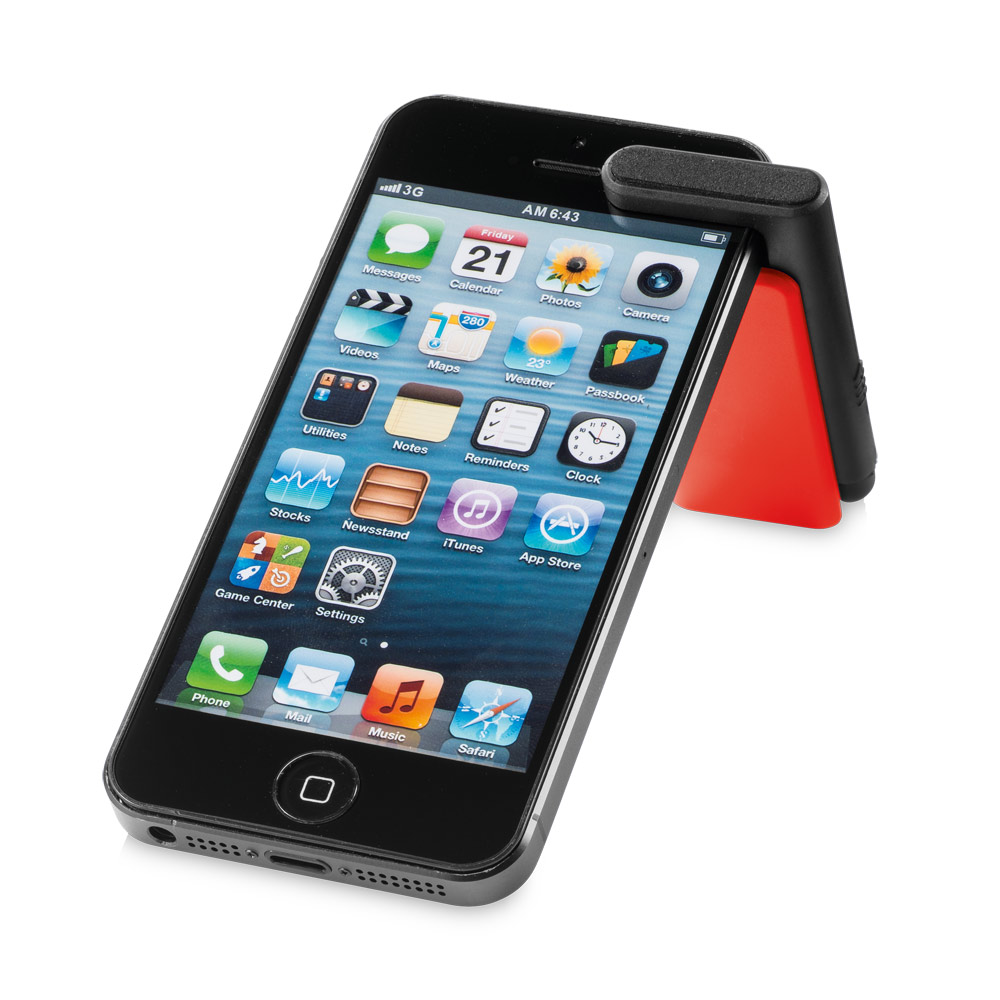 3G AM 6:43
Friday
21
Messages Calendar Photos Camera
280
23°
Videos Maps Weather Passbook
Utilities Notes Reminders Clock
Stocks Newsstand iTunes App Store
Game Center Settings
Phone Mail Music Safari